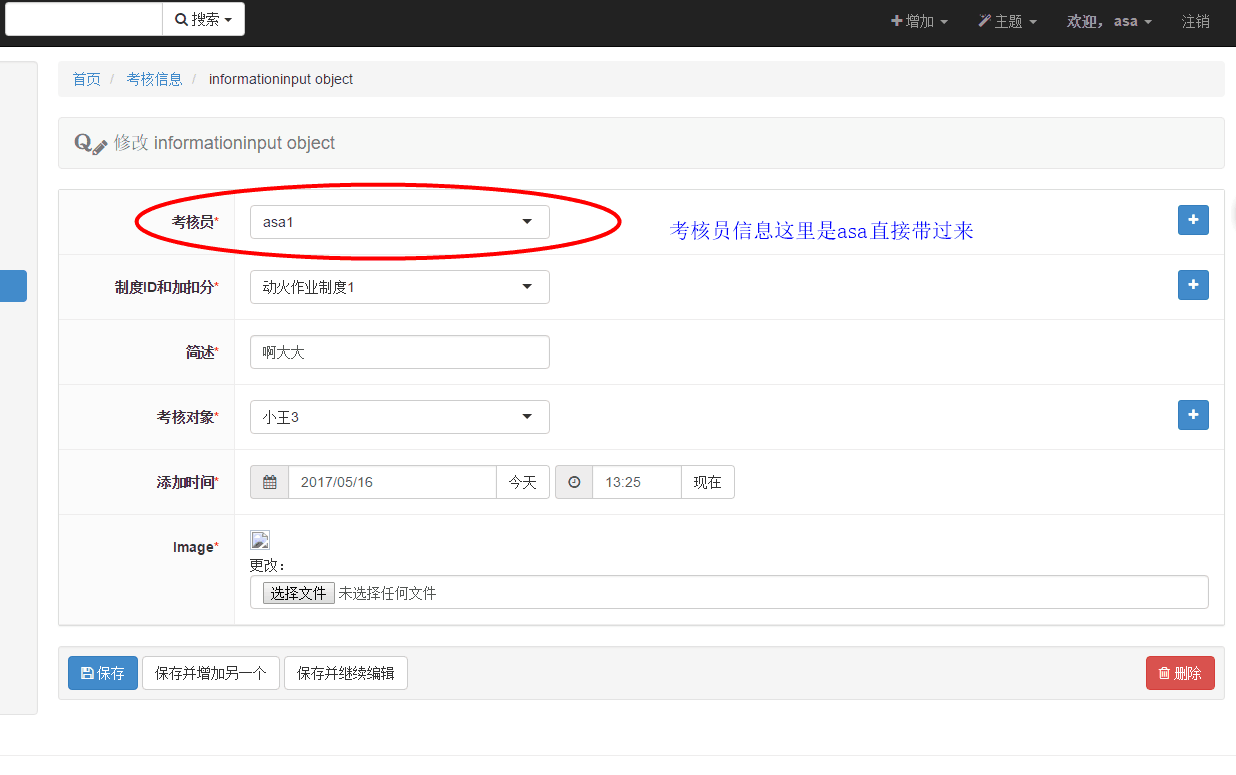 搜索 增加 主题 欢迎，asa 注销
首页 / 考核信息 / informationinput object
修改 informationinput object
考核员* asa1 考核员信息这里是asa直接带过来
制度ID和加扣分* 动火作业制度1
简述* 啊大大
考核对象* 小王3
添加时间* 2017/05/16 今天 13:25 现在
Image*
更改：
选择文件 未选择任何文件
保存 保存并增加另一个 保存并继续编辑 删除